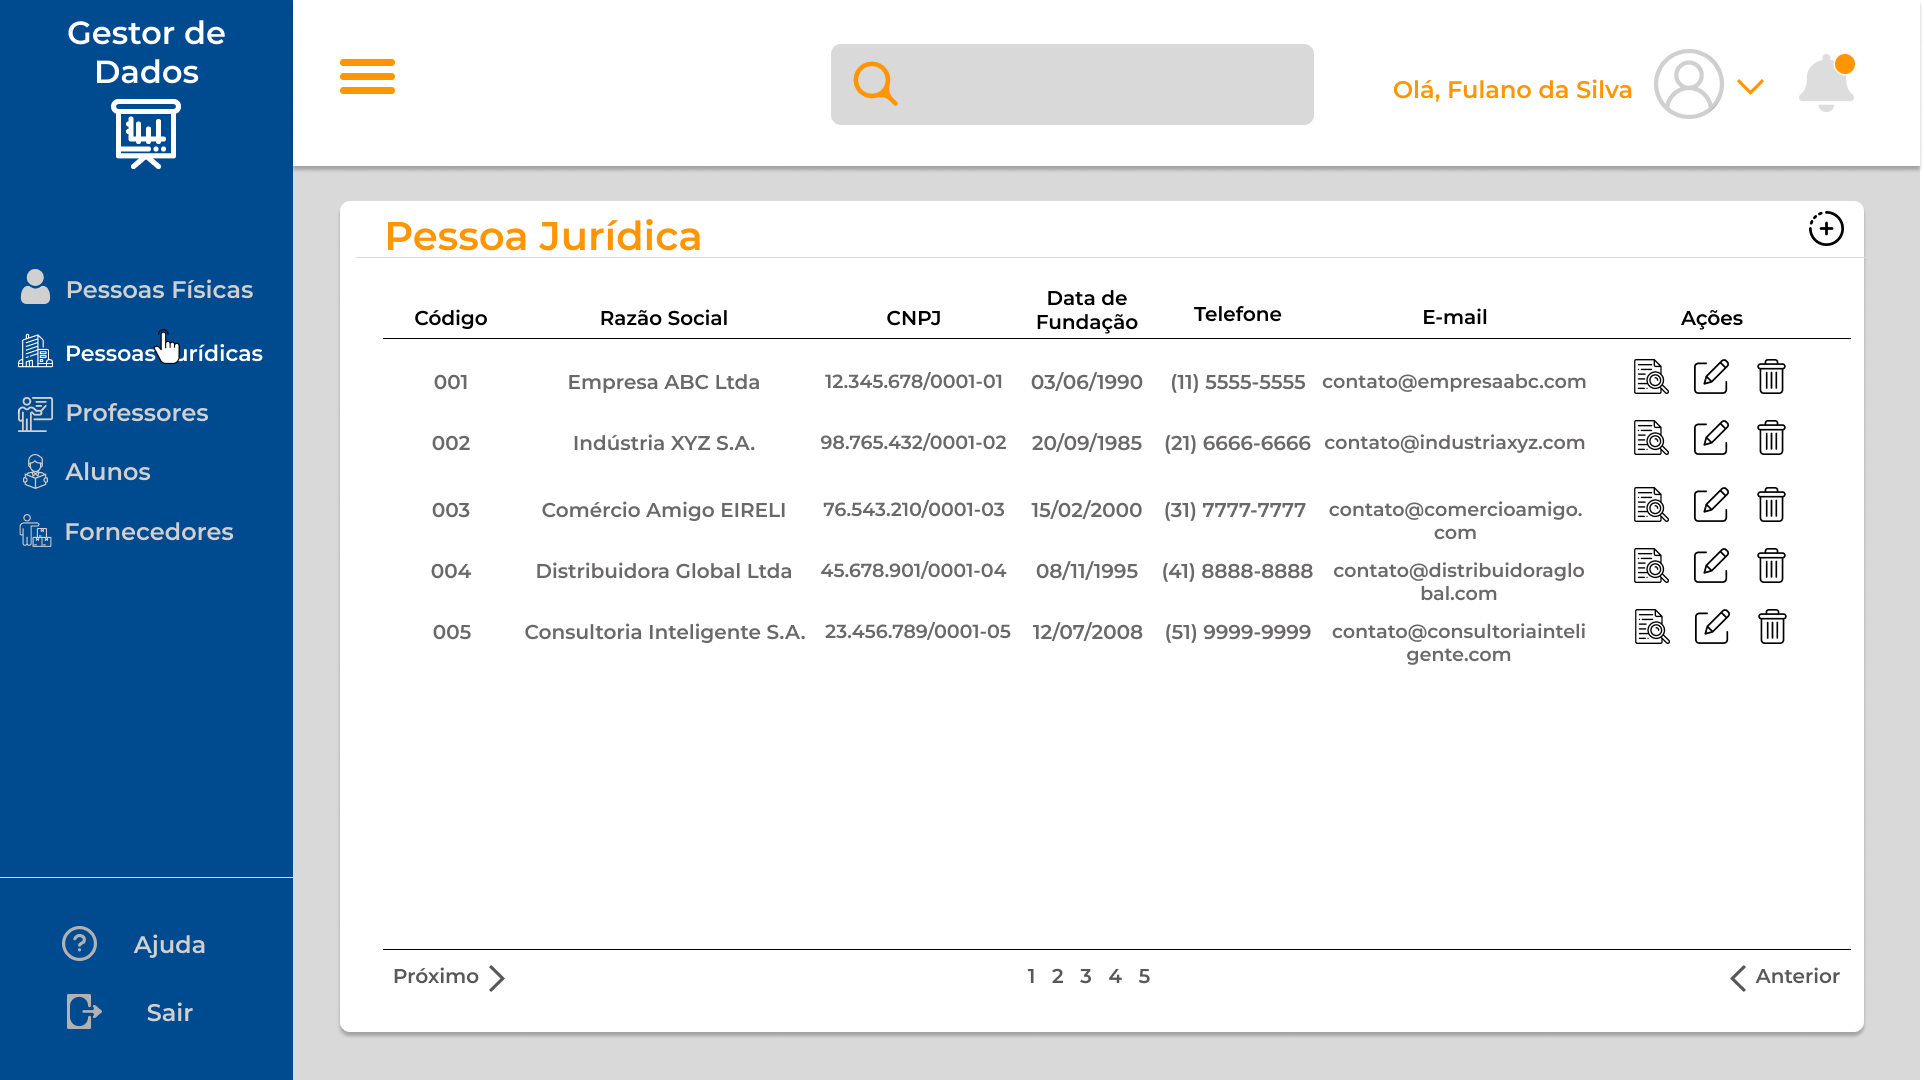 Gestor de
Dados
Olá, Fulano da Silva
Pessoas Físicas
Pessoas Jurídicas
Professores
Alunos
Fornecedores
Ajuda
Sair
Pessoa Jurídica
Código Razão Social CNPJ Data de Fundação Telefone E-mail Ações
001 Empresa ABC Ltda 12.345.678/0001-01 03/06/1990 (11) 5555-5555 contato@empresaabc.com
002 Indústria XYZ S.A. 98.765.432/0001-02 20/09/1985 (21) 6666-6666 contato@industriaxyz.com
003 Comércio Amigo EIRELI 76.543.210/0001-03 15/02/2000 (31) 7777-7777 contato@comercioamigo.
com
004 Distribuidora Global Ltda 45.678.901/0001-04 08/11/1995 (41) 8888-8888 contato@distribuidoraglo
bal.com
005 Consultoria Inteligente S.A. 23.456.789/0001-05 12/07/2008 (51) 9999-9999 contato@consultoriainteli
gente.com
Próximo 1 2 3 4 5 Anterior